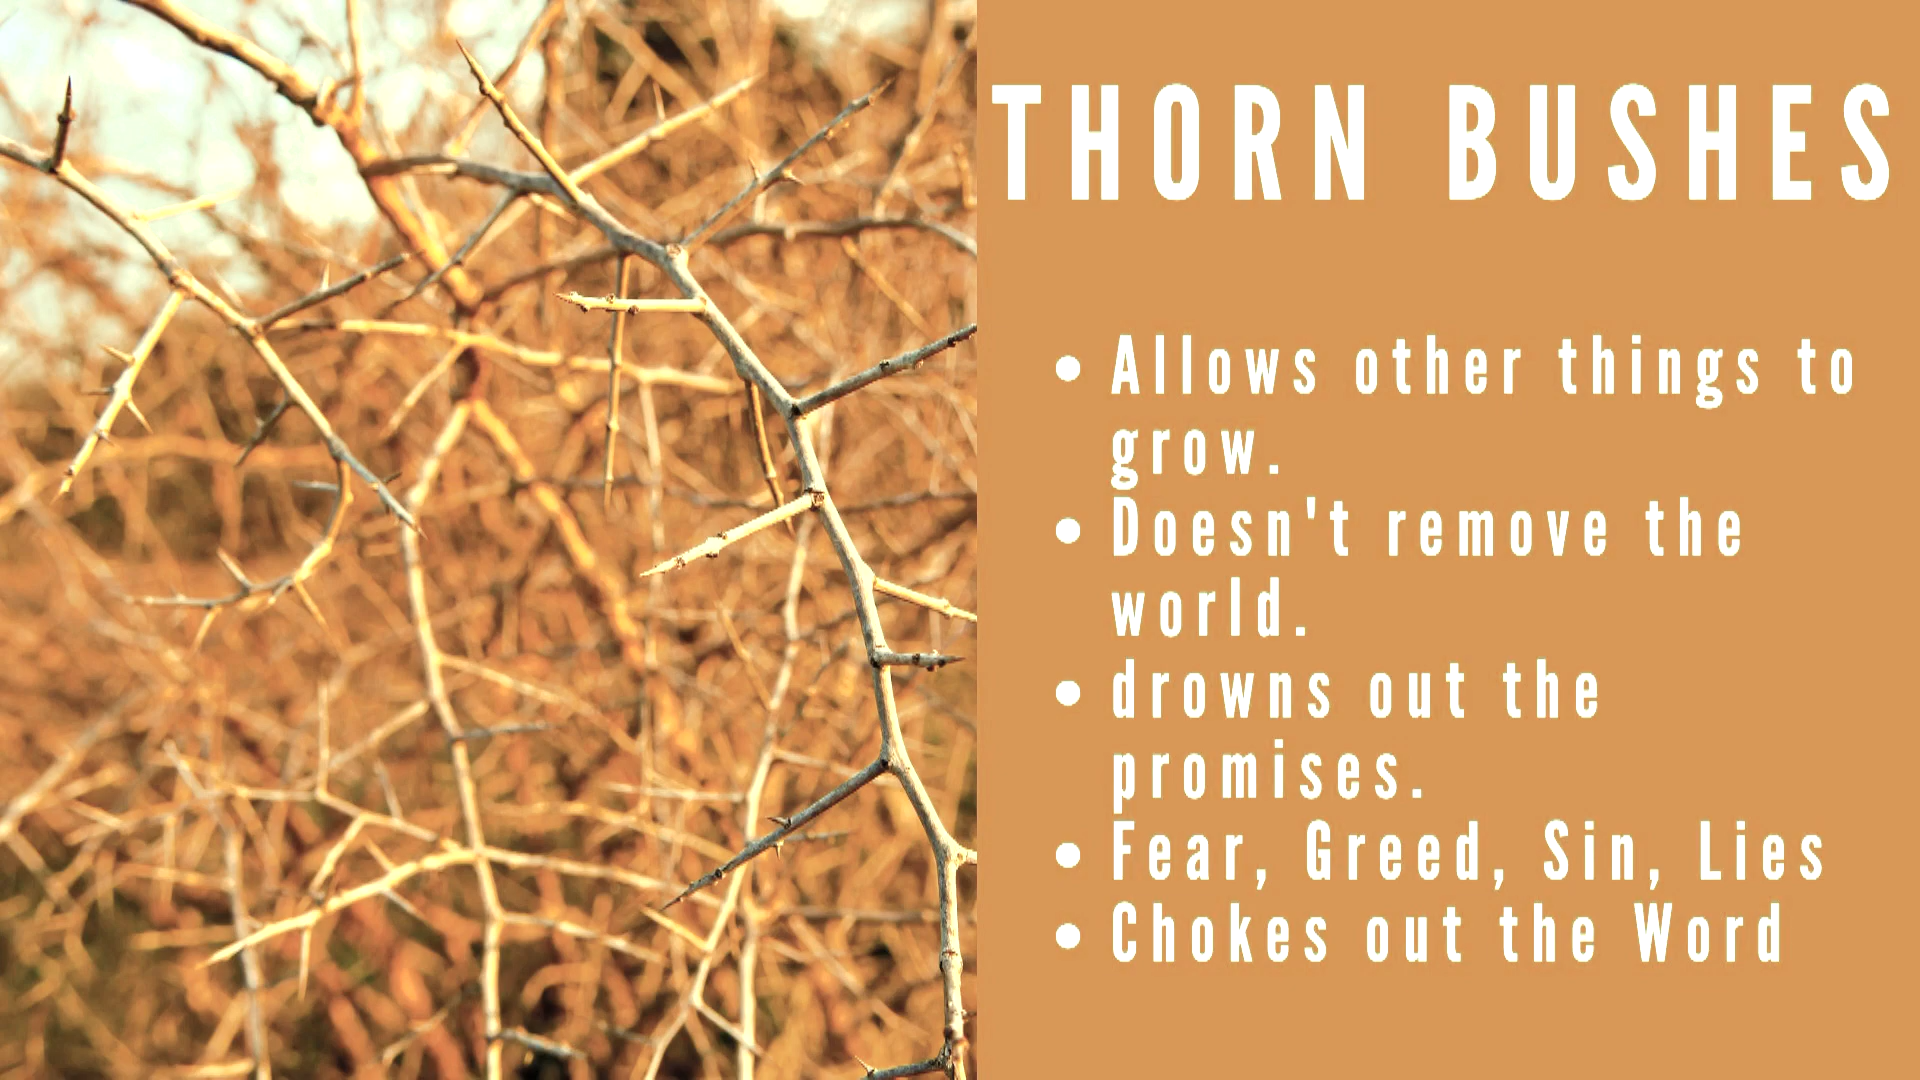 THORN BUSHES
• Allows other things to
grow.
• Doesn't remove the
world.
• drowns out the
promises.
• Fear, Greed, Sin, Lies
• Chokes out the Word